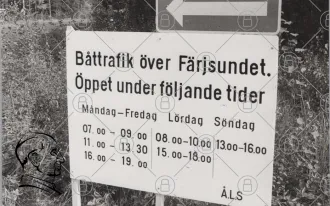 Båttrafik över Färjsundet.
Öppet under följande tider
Måndag-Fredag Lördag Söndag
07.00 - 09.00 08.00-10.00 13.00-16.00
11.00 - 13.30 15.00-18.00
16.00 - 19.00
Å.L.S